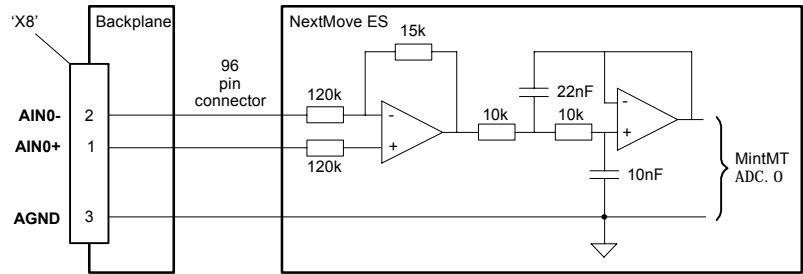 'X8'
Backplane
NextMove ES
96
pin
connector
15k
120k
22nF
AIN0-
2
-
10k
10k
-
AIN0+
1
+
+
120k
10nF
MintMT
ADC.0
AGND
3